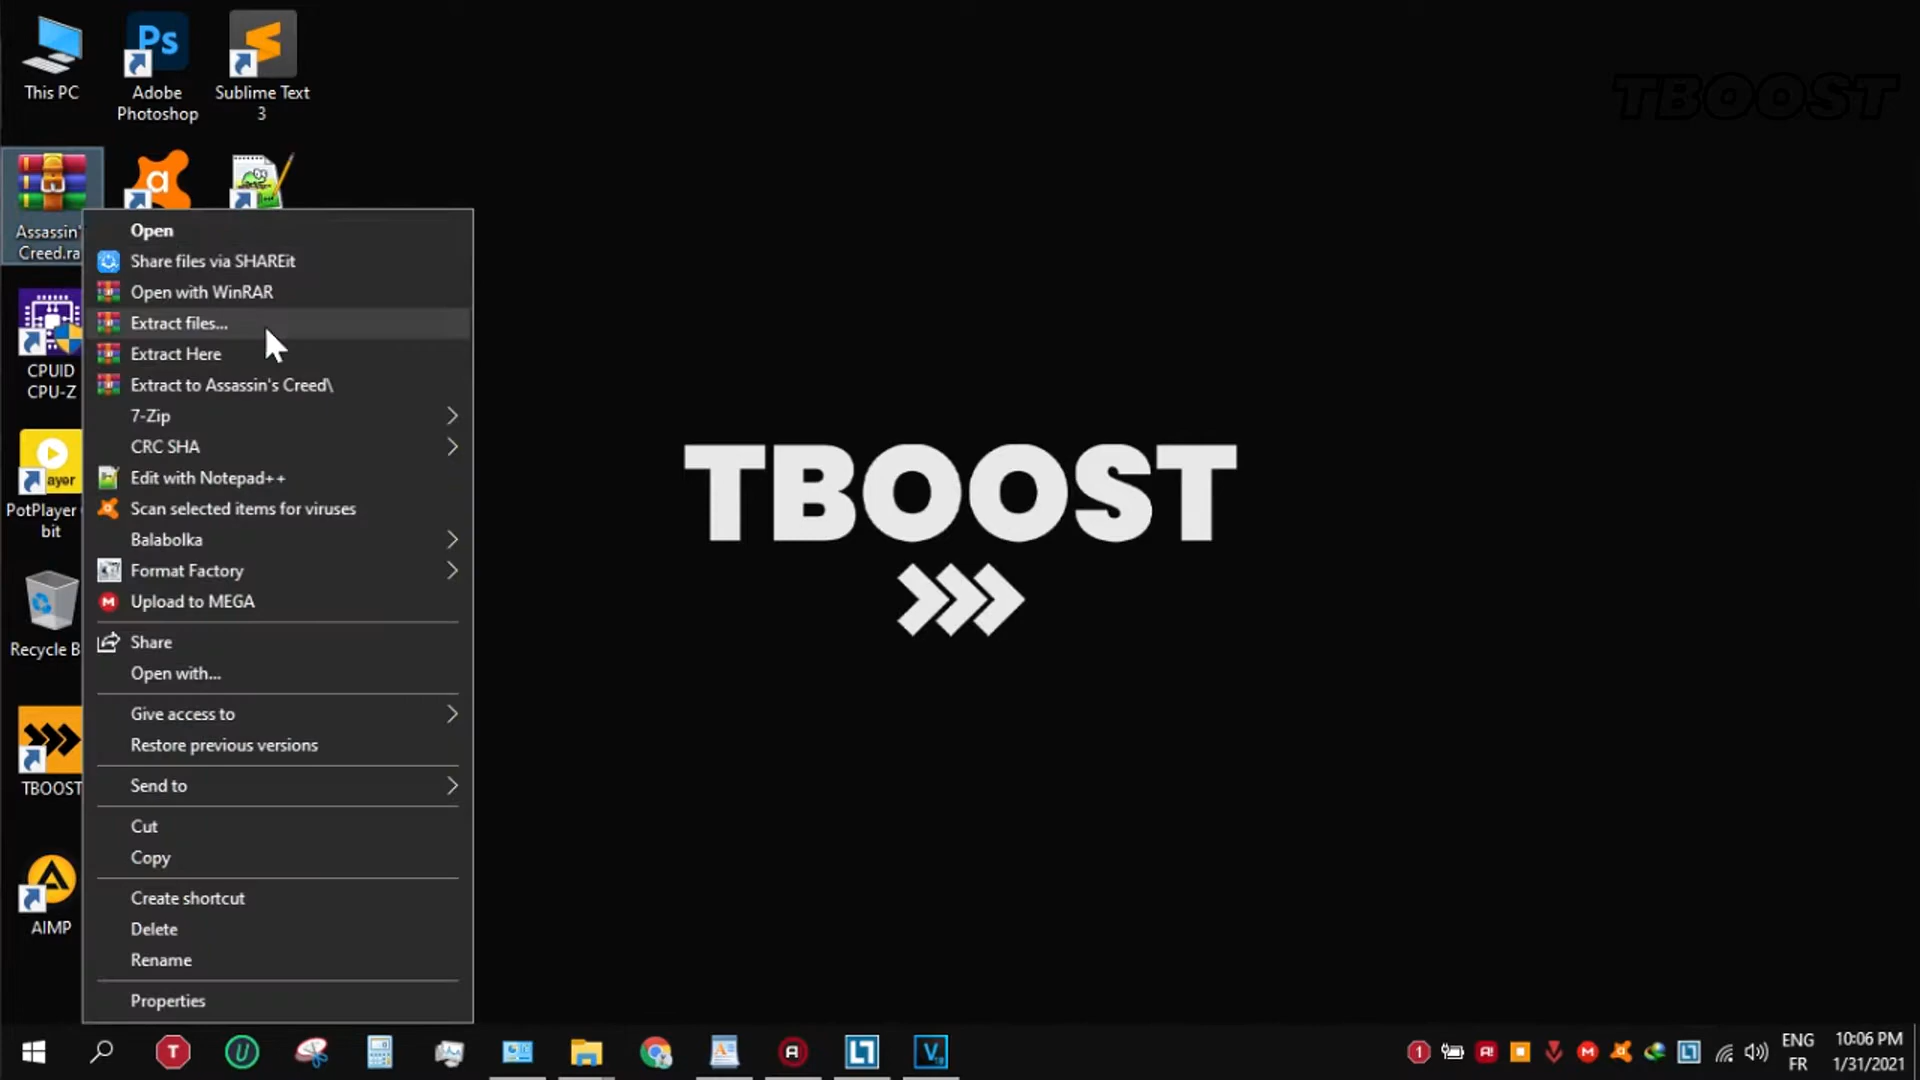 This PC
Adobe
Photoshop
Sublime Text
3
TBOOST
Assassin'
Creed.ra
CPUID
CPU-Z
ayer
PotPlayer
bit
Recycle B
TBOOST
AIMP
Open
Share files via SHAREit
Open with WinRAR
Extract files...
Extract Here
Extract to Assassin's Creed\
7-Zip
CRC SHA
Edit with Notepad++
Scan selected items for viruses
Balabolka
Format Factory
Upload to MEGA
Share
Open with...
Give access to
Restore previous versions
Send to
Cut
Copy
Create shortcut
Delete
Rename
Properties
TBOOST
ENG
FR
10:06 PM
1/31/2021